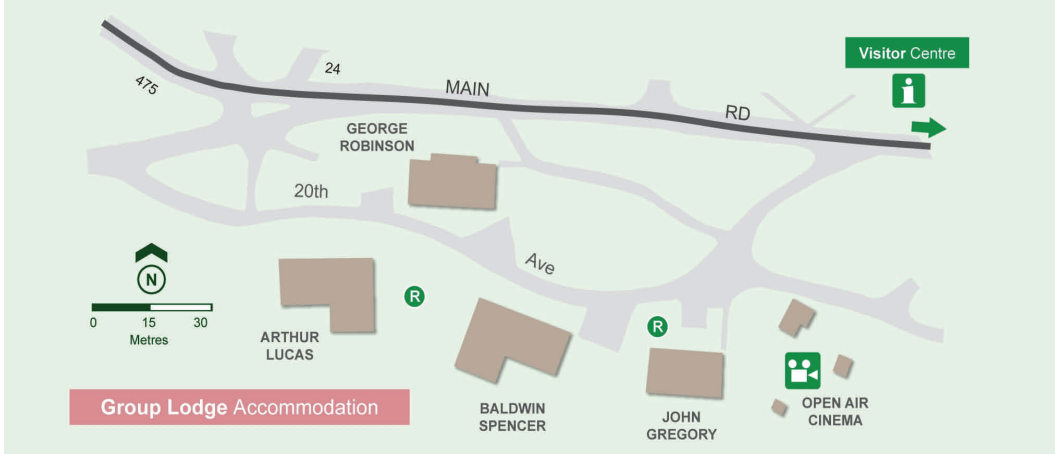 475
24
MAIN
RD
Visitor Centre
i
GEORGE
ROBINSON
20th
Ave
N
0 15 30
Metres
R
R
ARTHUR
LUCAS
BALDWIN
SPENCER
JOHN
GREGORY
OPEN AIR
CINEMA
Group Lodge Accommodation